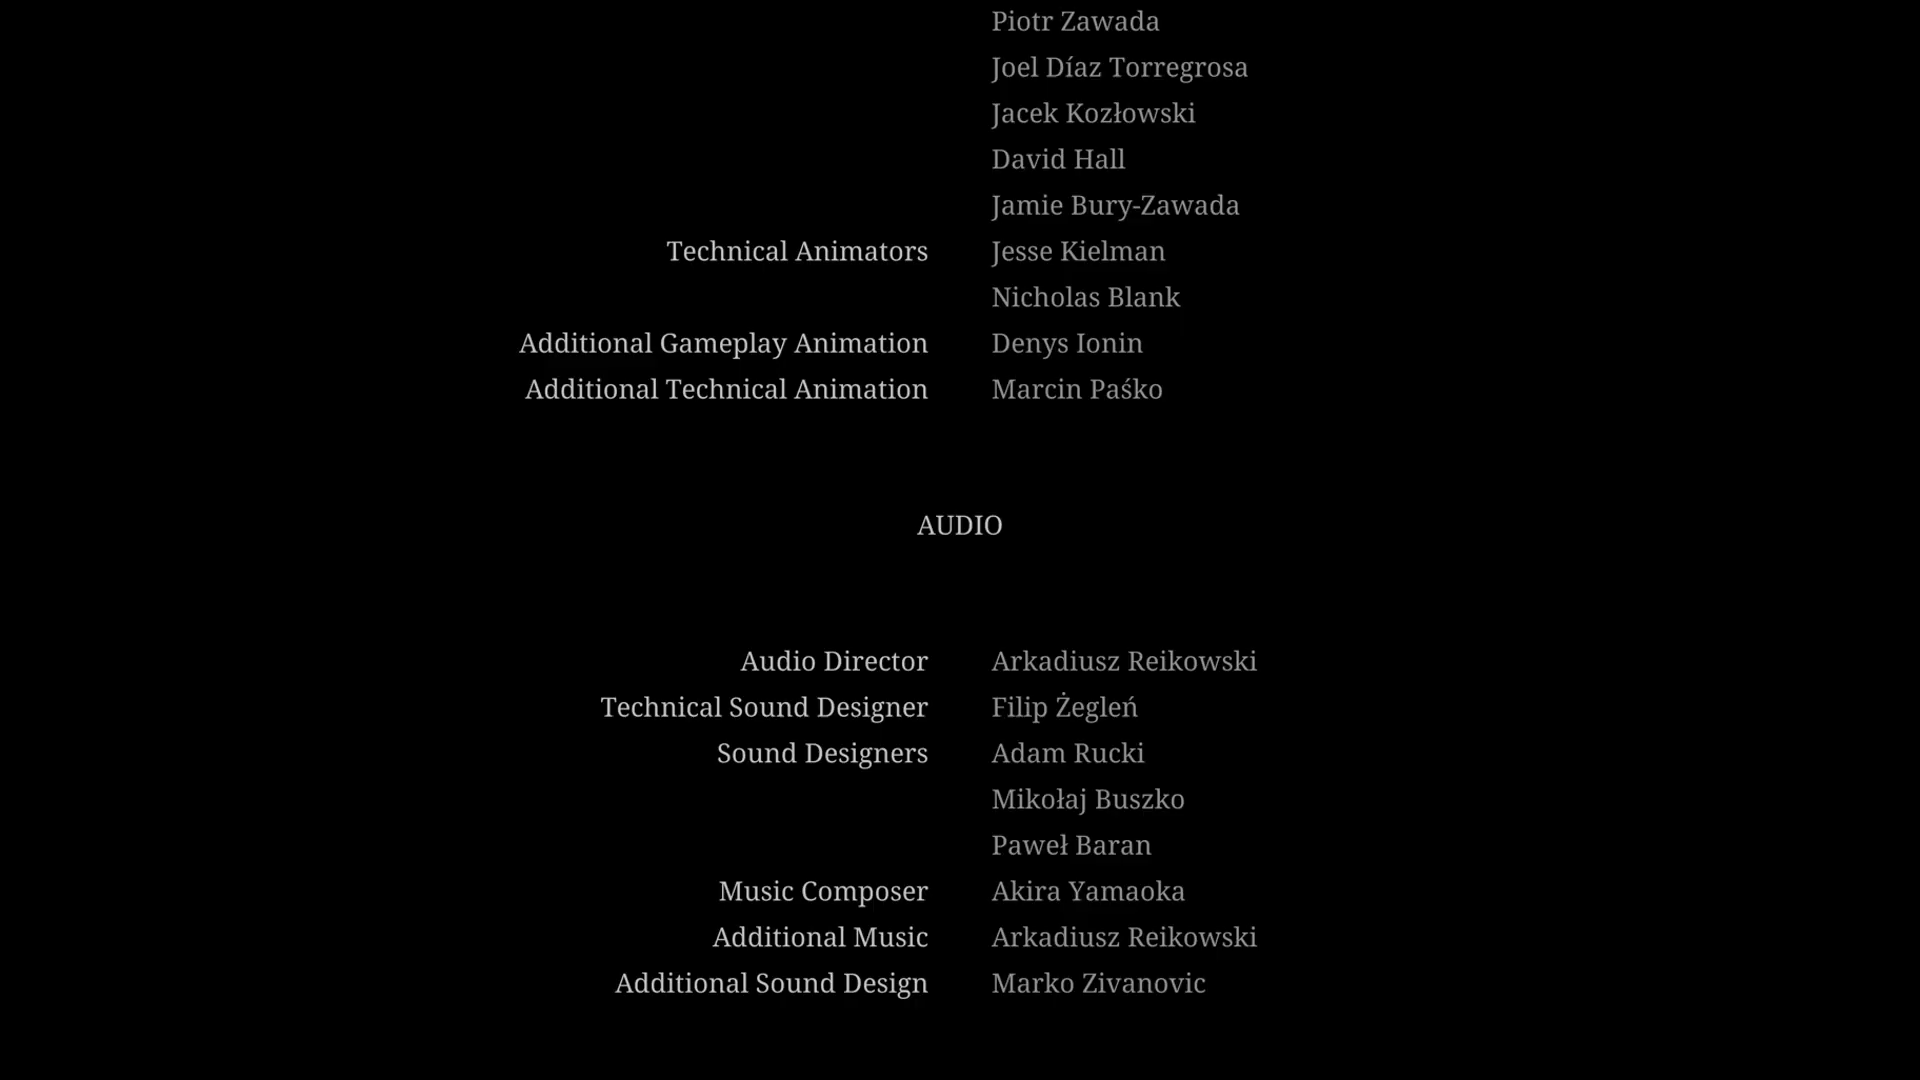 Piotr Zawada
Joel Díaz Torregrosa
Jacek Kozłowski
David Hall
Jamie Bury-Zawada
Technical Animators Jesse Kielman
Nicholas Blank
Additional Gameplay Animation Denys Ionin
Additional Technical Animation Marcin Paśko
AUDIO
Audio Director Arkadiusz Reikowski
Technical Sound Designer Filip Żegleń
Sound Designers Adam Rucki
Mikołaj Buszko
Paweł Baran
Music Composer Akira Yamaoka
Additional Music Arkadiusz Reikowski
Additional Sound Design Marko Zivanovic